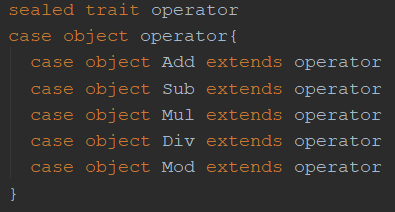 sealed trait operator
case object operator{
  case object Add extends operator
  case object Sub extends operator
  case object Mul extends operator
  case object Div extends operator
  case object Mod extends operator
}